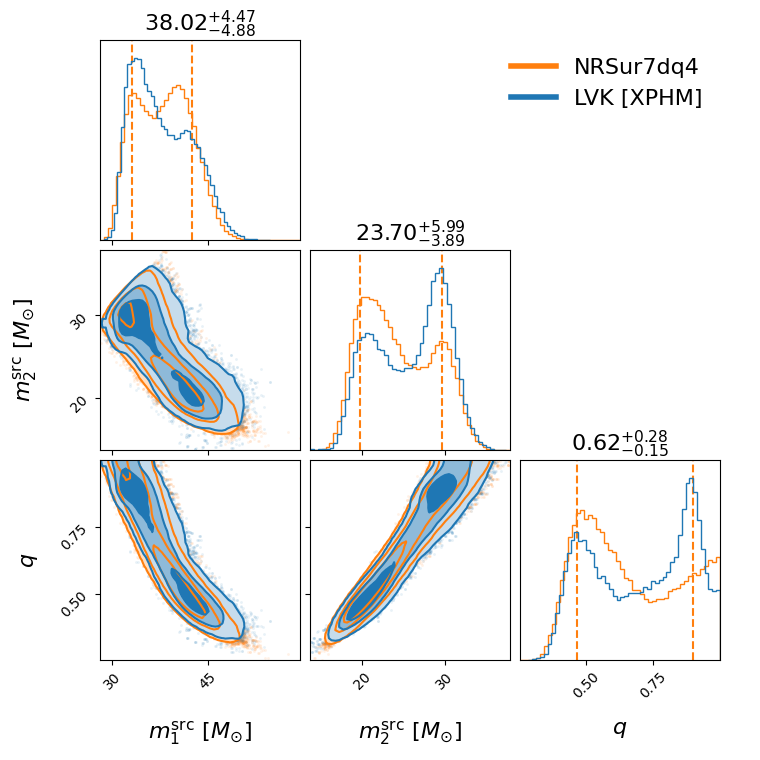 38.02+4.47−4.88
NRSur7dq4
LVK [XPHM]
23.70+5.99−3.89
m2src [M⊙]
30
20
0.62+0.28−0.15
q
0.75
0.50
30
45
20
30
0.50
0.75
m1src [M⊙]
m2src [M⊙]
q